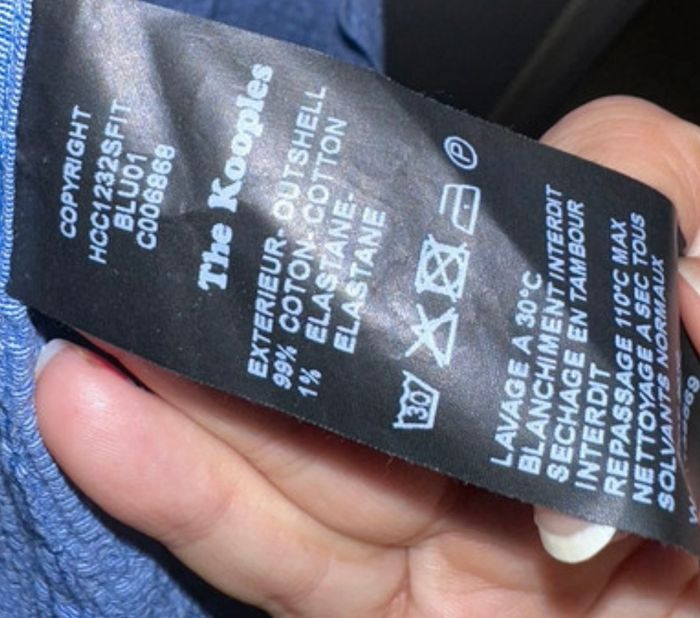 COPYRIGHT
HCC1232SFIT
BLU01
C006868
The Kooples
EXTERIEUR-OUTSHELL
99% COTON-COTTON
1% ELASTANE-
ELASTANE
30
P
LAVAGE A 30°C
BLANCHIMENT INTERDIT
SECHAGE EN TAMBOUR
INTERDIT
REPASSAGE 110°C MAX
NETTOYAGE A SEC TOUS
SOLVANTS NORMAUX